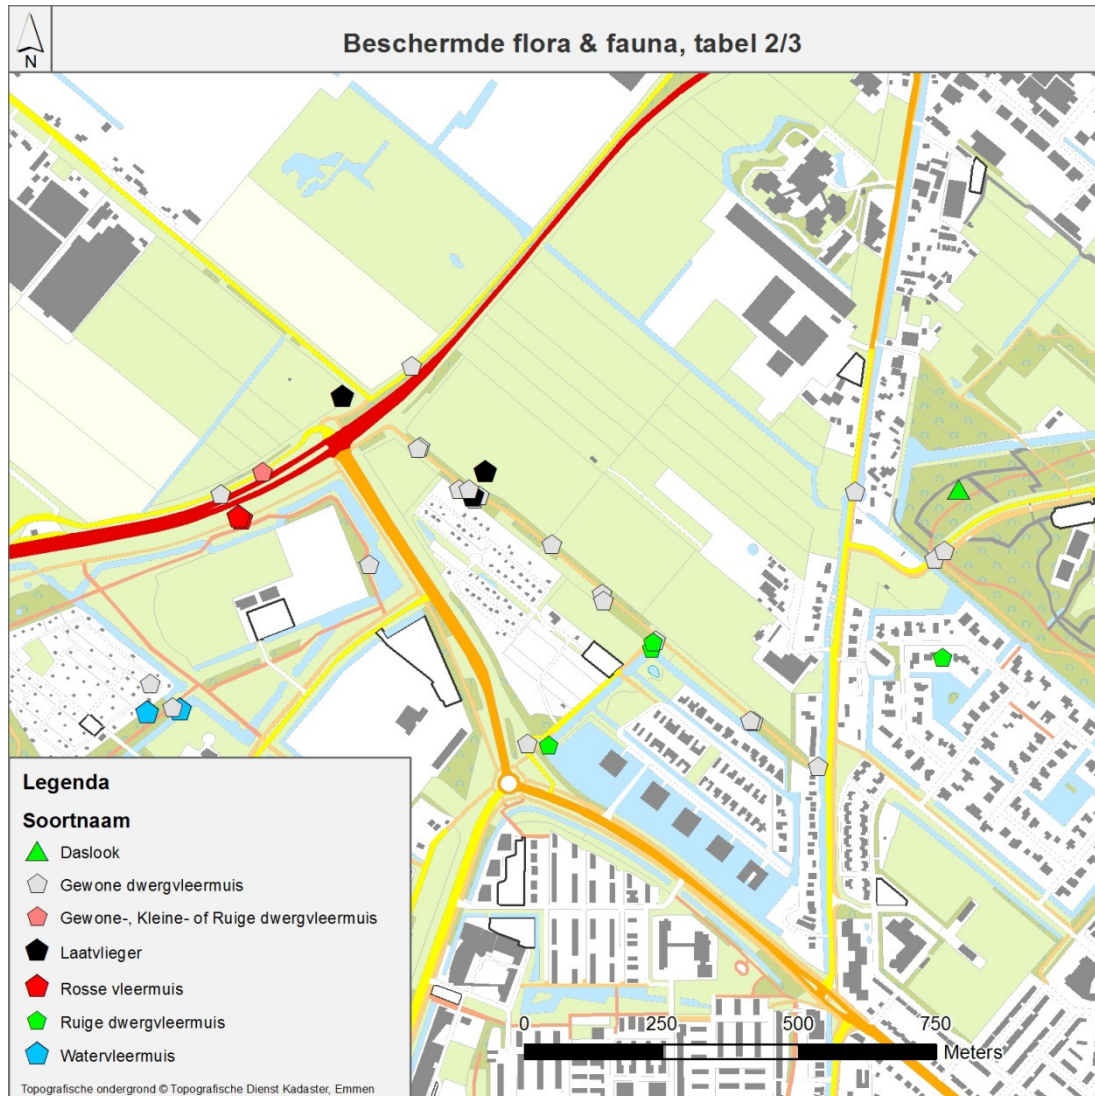 N
Beschermde flora & fauna, tabel 2/3
Legenda
Soortnaam
Daslook
Gewone dwergvleermuis
Gewone-, Kleine- of Ruige dwergvleermuis
Laatvlieger
Rosse vleermuis
Ruige dwergvleermuis
Watervleermuis
Topografische ondergrond © Topografische Dienst Kadaster, Emmen
0 250 500 750
Meters